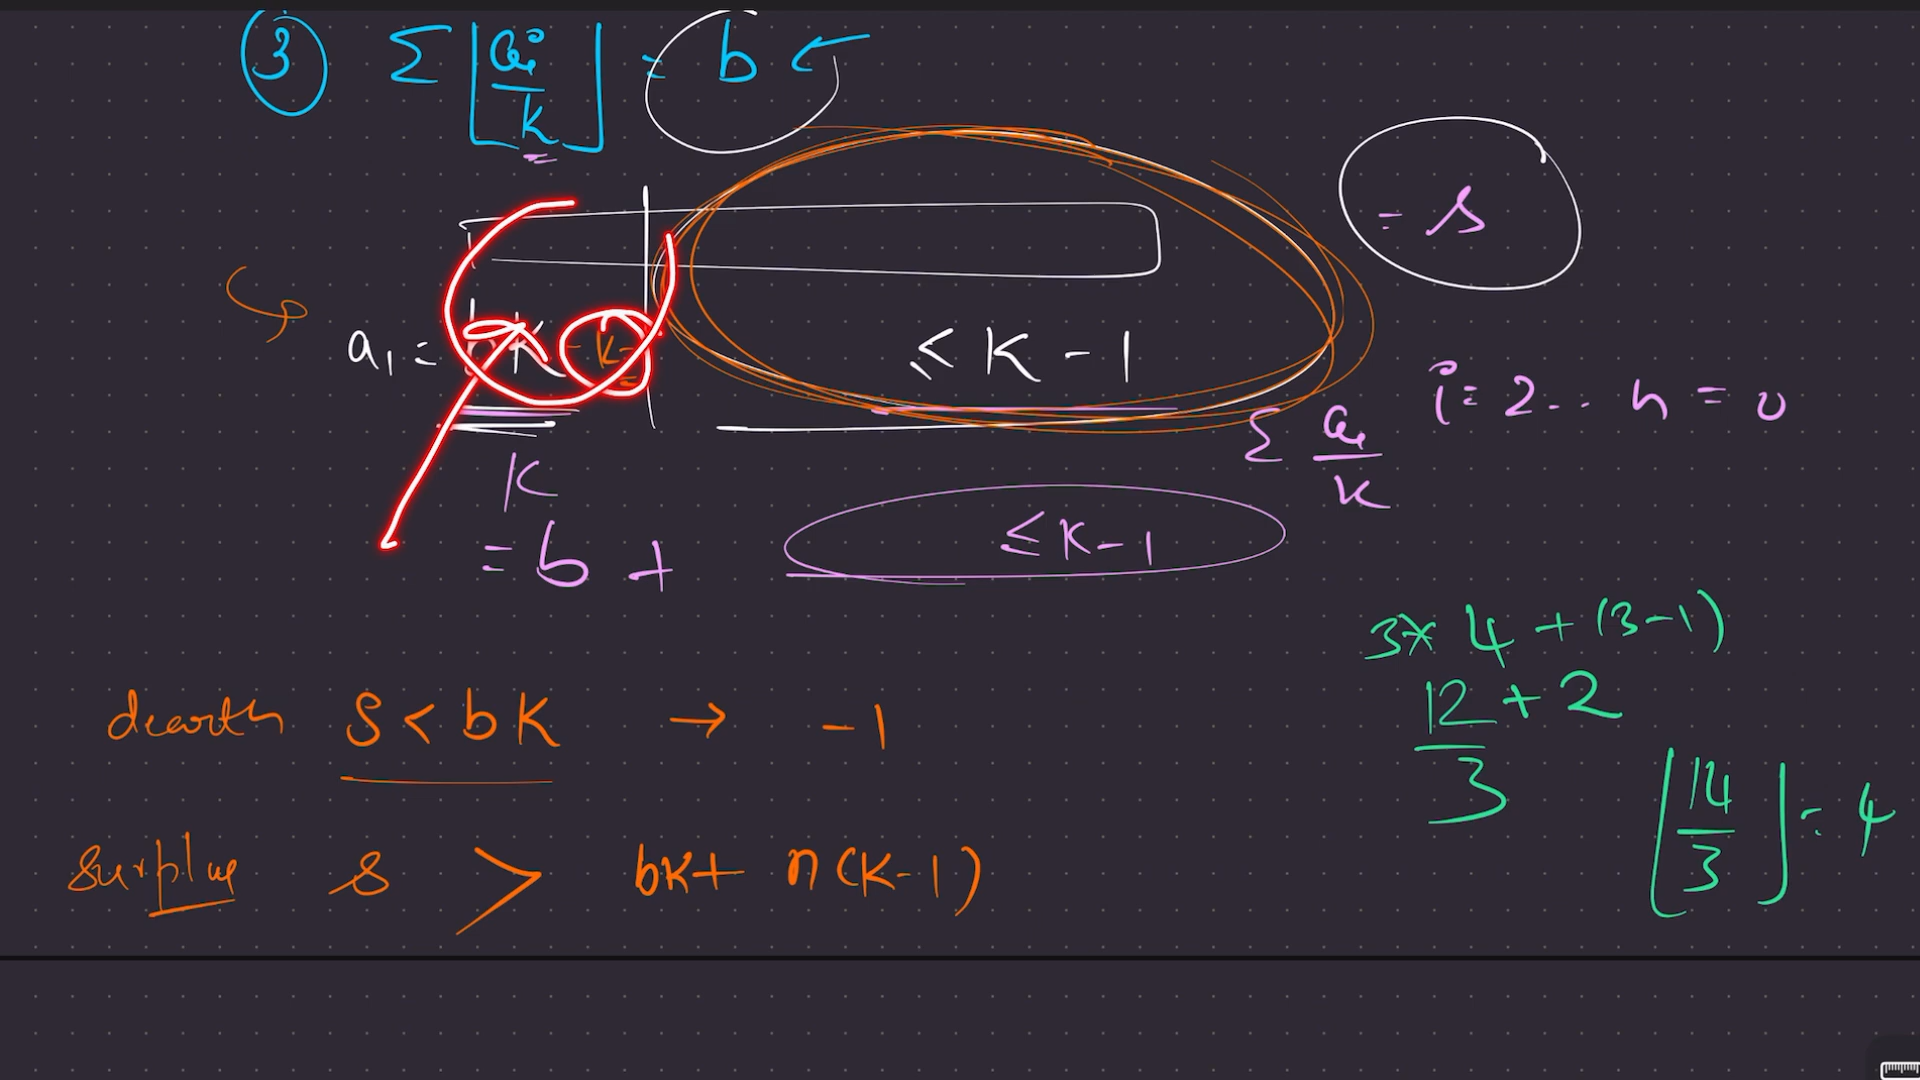 3 Σ ⌊ai/k⌋ = b ←
= s
a1 = bK - K ≤ K - 1
i = 2 .. n = 0
Σ ai/K
K
= b + ≤ K - 1
3 * 4 + (3-1)
dearth S < bK → -1
12 + 2
3
⌊14/3⌋ = 4
surplus s > bK + n(K-1)